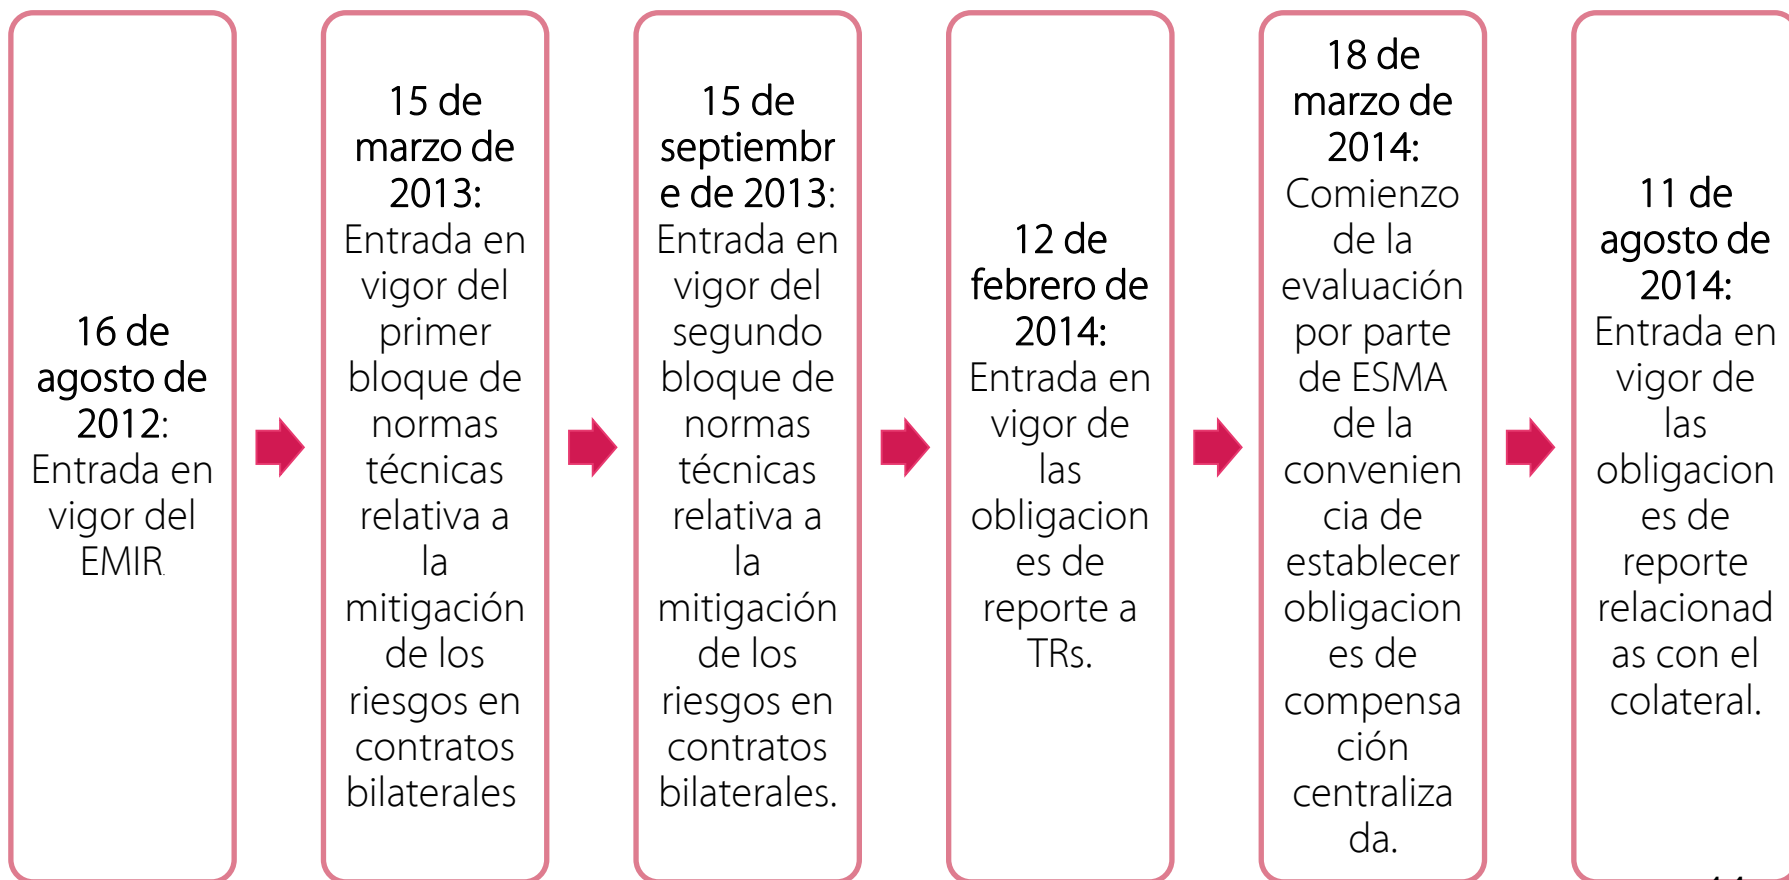 16 de
agosto de
2012:
Entrada en
vigor del
EMIR.
15 de
marzo de
2013:
Entrada en
vigor del
primer
bloque de
normas
técnicas
relativa a
la
mitigación
de los
riesgos en
contratos
bilaterales
15 de
septiembr
e de 2013:
Entrada en
vigor del
segundo
bloque de
normas
técnicas
relativa a
la
mitigación
de los
riesgos en
contratos
bilaterales.
12 de
febrero de
2014:
Entrada en
vigor de
las
obligacion
es de
reporte a
TRs.
18 de
marzo de
2014:
Comienzo
de la
evaluación
por parte
de ESMA
de la
convenien
cia de
establecer
obligacion
es de
compensa
ción
centraliza
da.
11 de
agosto de
2014:
Entrada en
vigor de
las
obligacion
es de
reporte
relacionad
as con el
colateral.